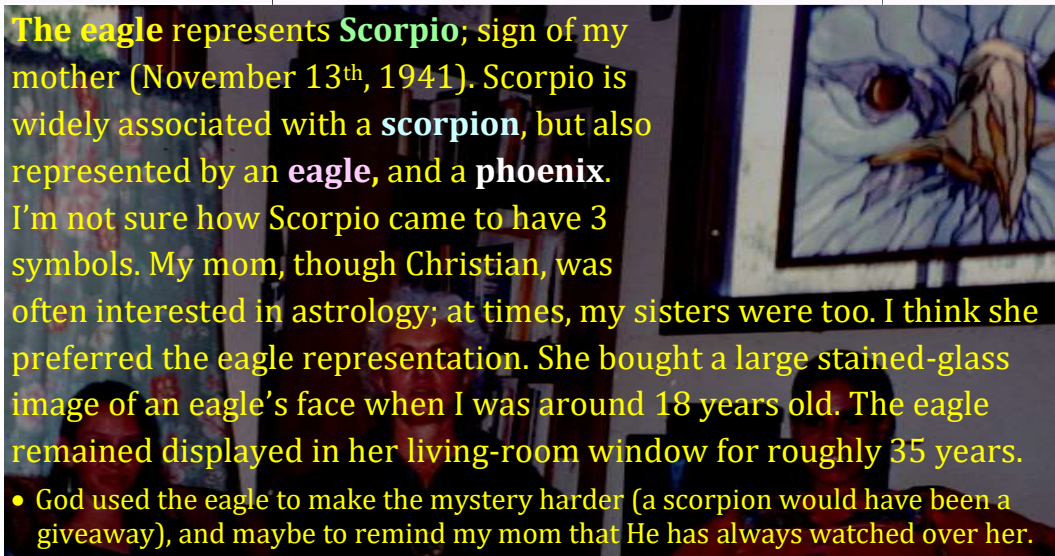 The eagle represents Scorpio; sign of my
mother (November 13th, 1941). Scorpio is
widely associated with a scorpion, but also
represented by an eagle, and a phoenix.
I’m not sure how Scorpio came to have 3
symbols. My mom, though Christian, was
often interested in astrology; at times, my sisters were too. I think she
preferred the eagle representation. She bought a large stained-glass
image of an eagle’s face when I was around 18 years old. The eagle
remained displayed in her living-room window for roughly 35 years.
• God used the eagle to make the mystery harder (a scorpion would have been a
giveaway), and maybe to remind my mom that He has always watched over her.